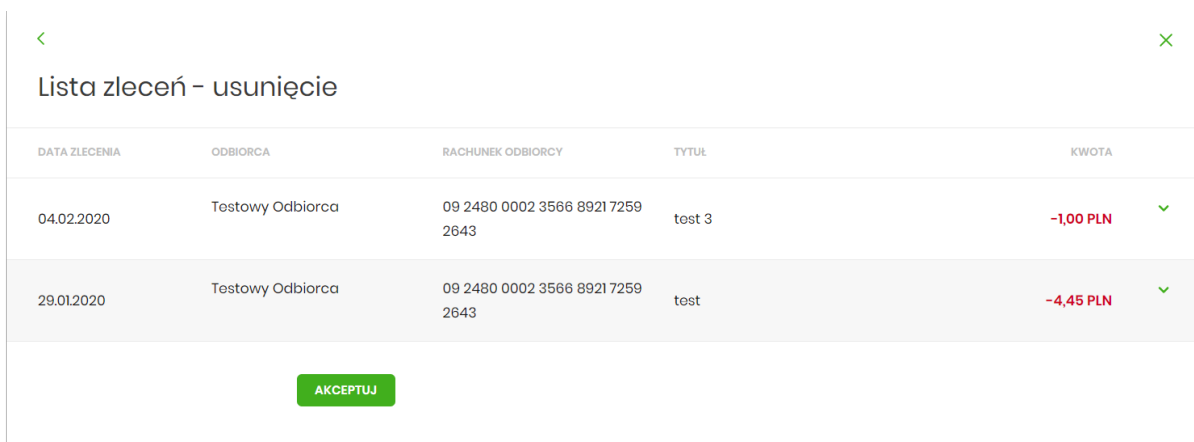 Lista zleceń - usunięcie
DATA ZLECENIA ODBIORCA RACHUNEK ODBIORCY TYTUŁ KWOTA
04.02.2020 Testowy Odbiorca 09 2480 0002 3566 8921 7259 test 3 -1,00 PLN
2643
29.01.2020 Testowy Odbiorca 09 2480 0002 3566 8921 7259 test -4,45 PLN
2643
AKCEPTUJ